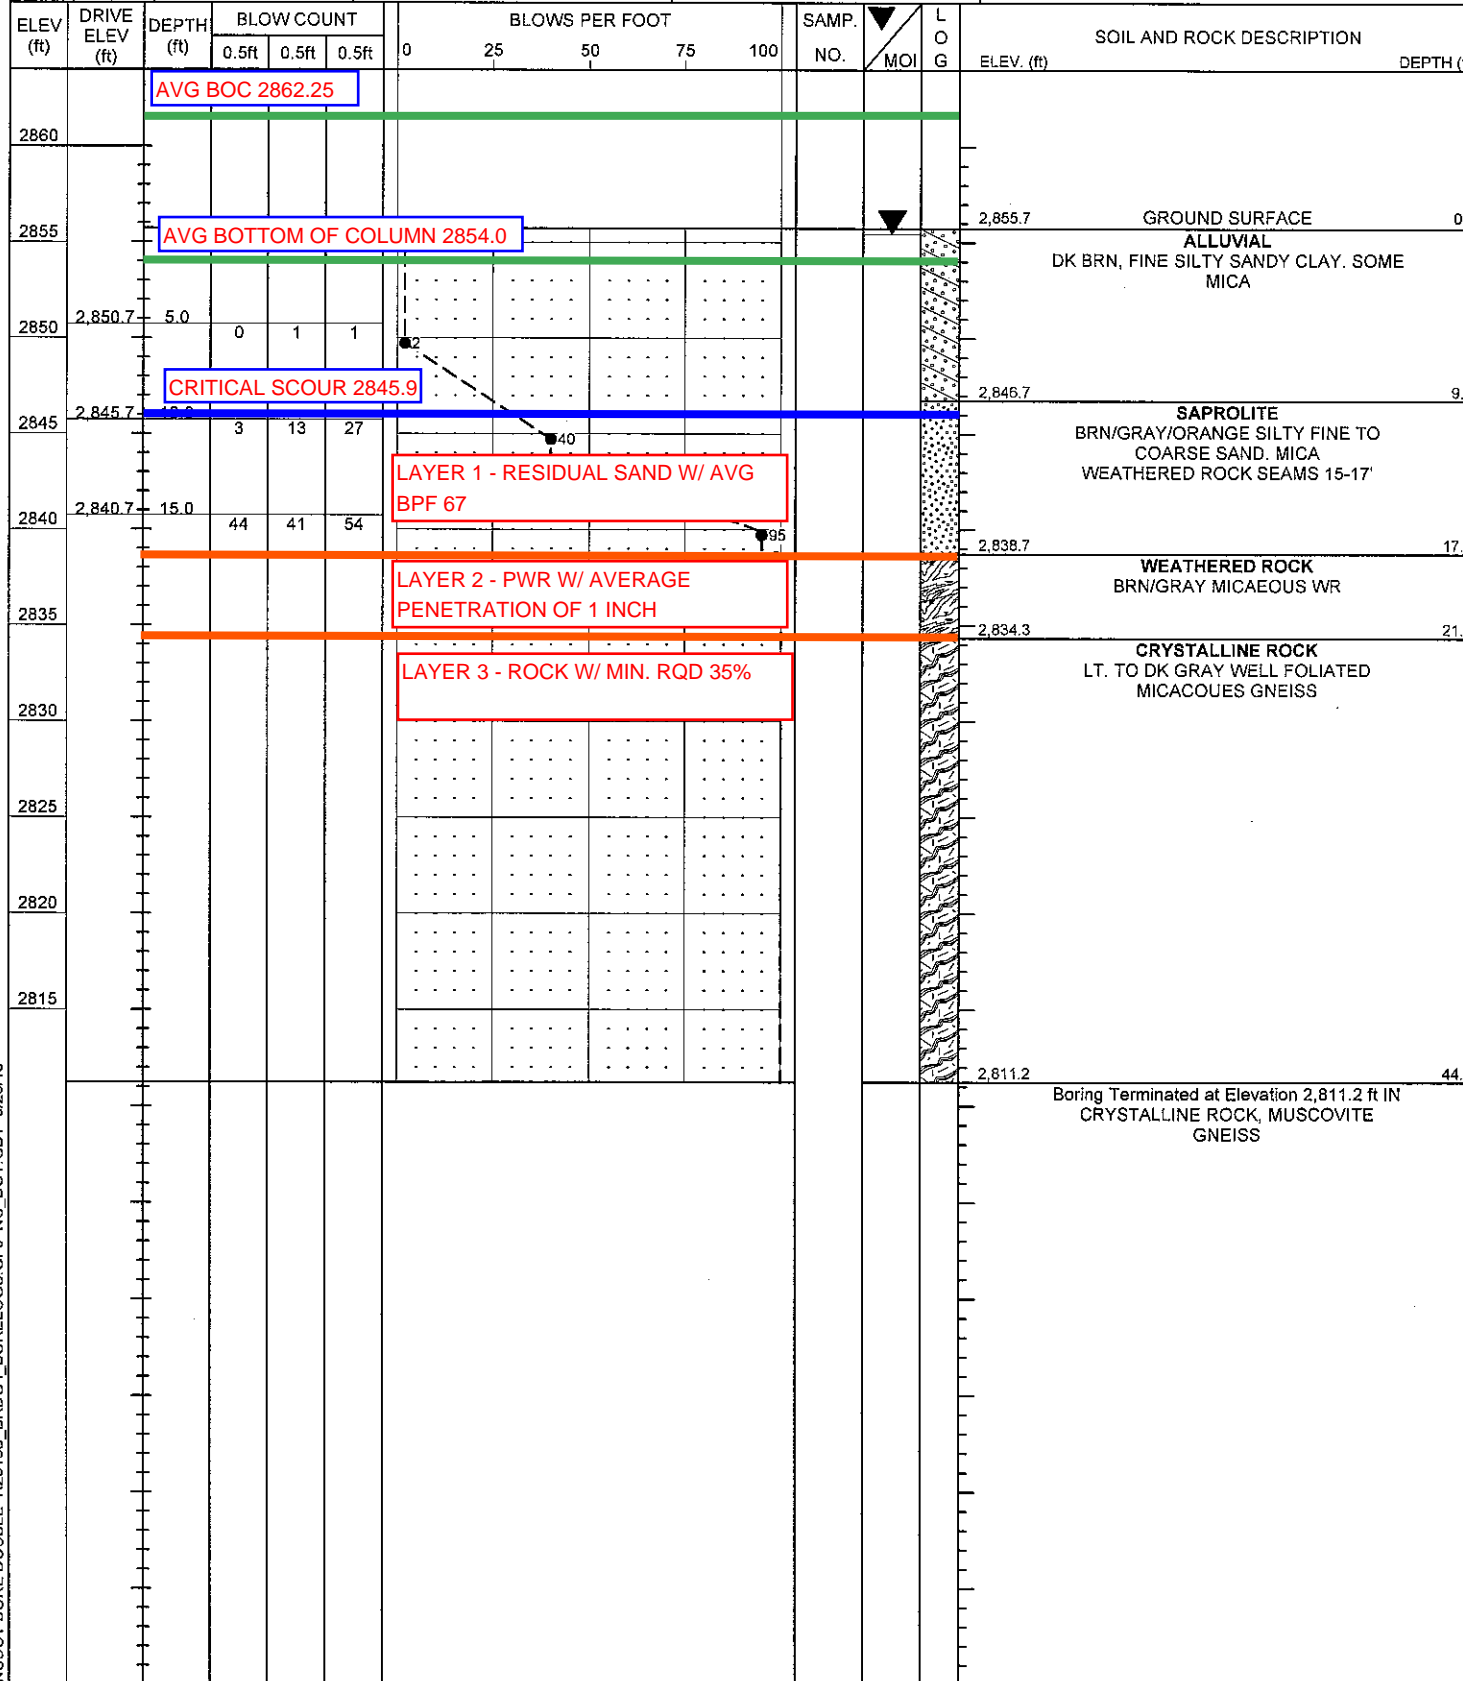 ELEV (ft)
DRIVE ELEV (ft)
DEPTH (ft)
BLOW COUNT
0.5ft 0.5ft 0.5ft
BLOWS PER FOOT
0 25 50 75 100
SAMP. NO.
MOI
LOG
SOIL AND ROCK DESCRIPTION
ELEV. (ft)
DEPTH (
AVG BOC 2862.25
2860
2,855.7 GROUND SURFACE 0
2855
AVG BOTTOM OF COLUMN 2854.0
ALLUVIAL
DK BRN, FINE SILTY SANDY CLAY. SOME
MICA
2850
2,850.7 5.0
0 1 1
2
CRITICAL SCOUR 2845.9
2,846.7 9.
2845
2,845.7
3 13 27
40
SAPROLITE
BRN/GRAY/ORANGE SILTY FINE TO
COARSE SAND. MICA
WEATHERED ROCK SEAMS 15-17'
LAYER 1 - RESIDUAL SAND W/ AVG
BPF 67
2840
2,840.7 15.0
44 41 54
95
2,838.7 17.
WEATHERED ROCK
BRN/GRAY MICAEOUS WR
LAYER 2 - PWR W/ AVERAGE
PENETRATION OF 1 INCH
2835
2,834.3 21.
CRYSTALLINE ROCK
LT. TO DK GRAY WELL FOLIATED
MICACOUES GNEISS
LAYER 3 - ROCK W/ MIN. RQD 35%
2830
2825
2820
2815
2,811.2 44.
Boring Terminated at Elevation 2,811.2 ft IN
CRYSTALLINE ROCK, MUSCOVITE
GNEISS